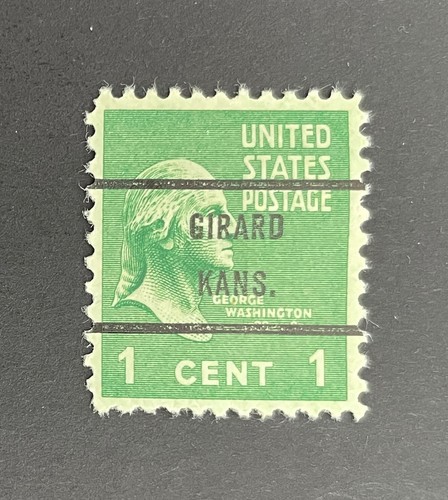 UNITED
STATES
POSTAGE
GIRARD
KANS.
GEORGE
WASHINGTON
1 CENT 1